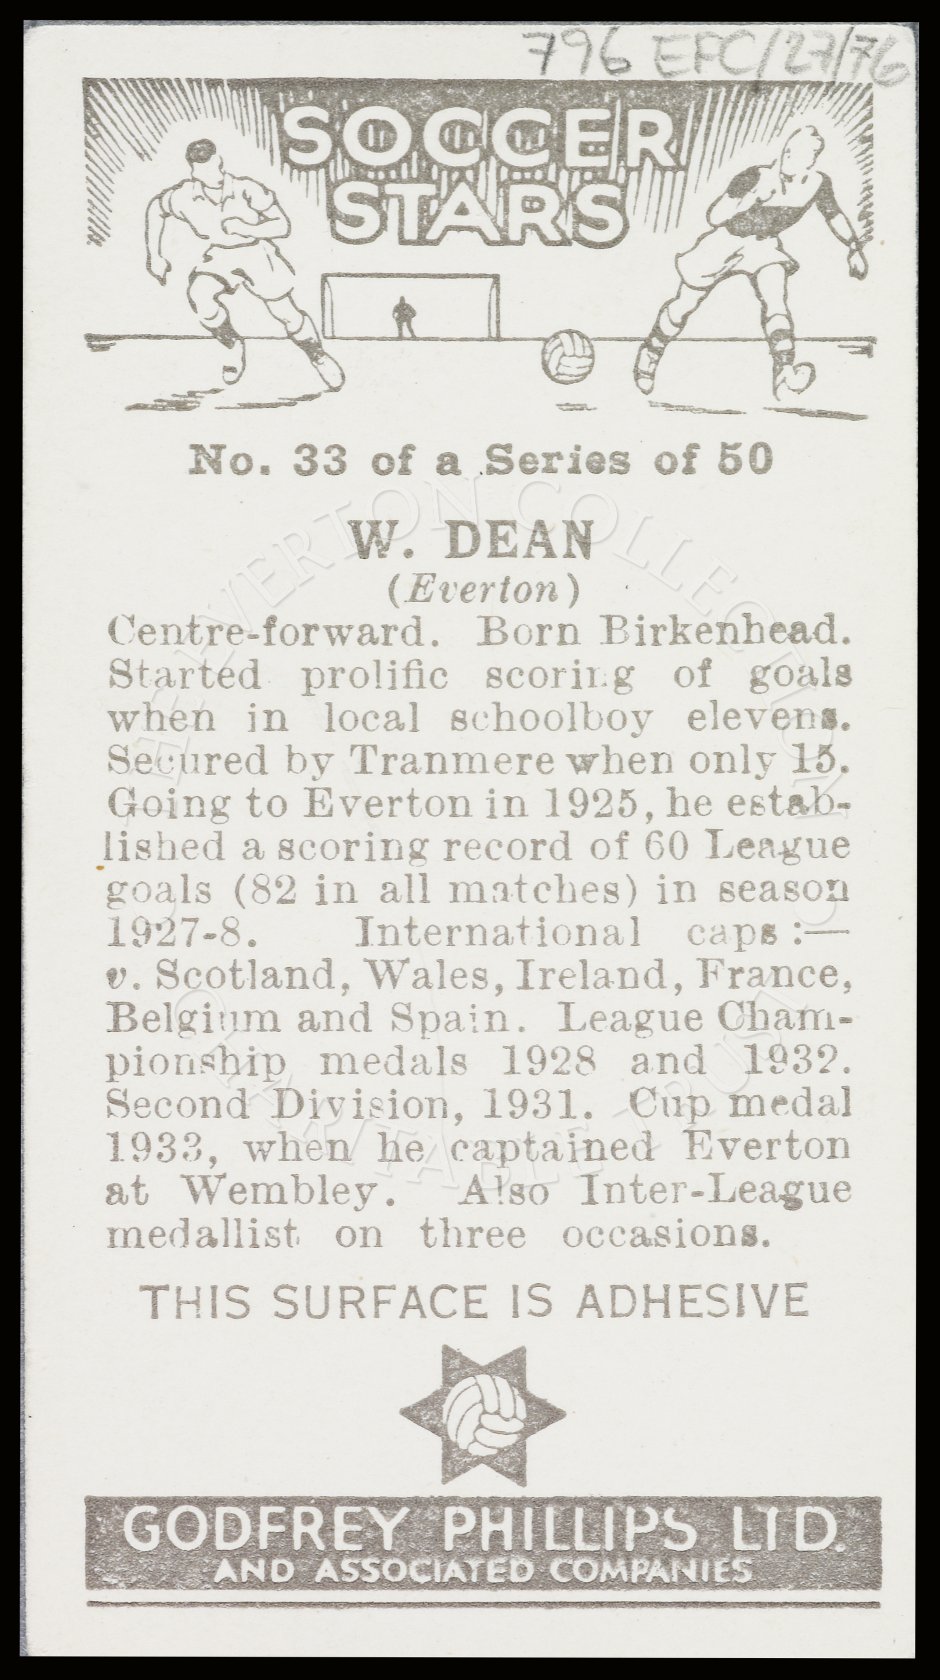 796 EFC/27/76
SOCCER
STARS
No. 33 of a Series of 50
W. DEAN
(Everton)
Centre-forward. Born Birkenhead.
Started prolific scoring of goals
when in local schoolboy elevens.
Secured by Tranmere when only 15.
Going to Everton in 1925, he estab-
lished a scoring record of 60 League
goals (82 in all matches) in season
1927-8. International caps :—
v. Scotland, Wales, Ireland, France,
Belgium and Spain. League Cham-
pionship medals 1928 and 1932.
Second Division, 1931. Cup medal
1933, when he captained Everton
at Wembley. Also Inter-League
medallist on three occasions.
THIS SURFACE IS ADHESIVE
GODFREY PHILLIPS LTD.
AND ASSOCIATED COMPANIES
THE EVERTON COLLECTION
CHARITABLE TRUST